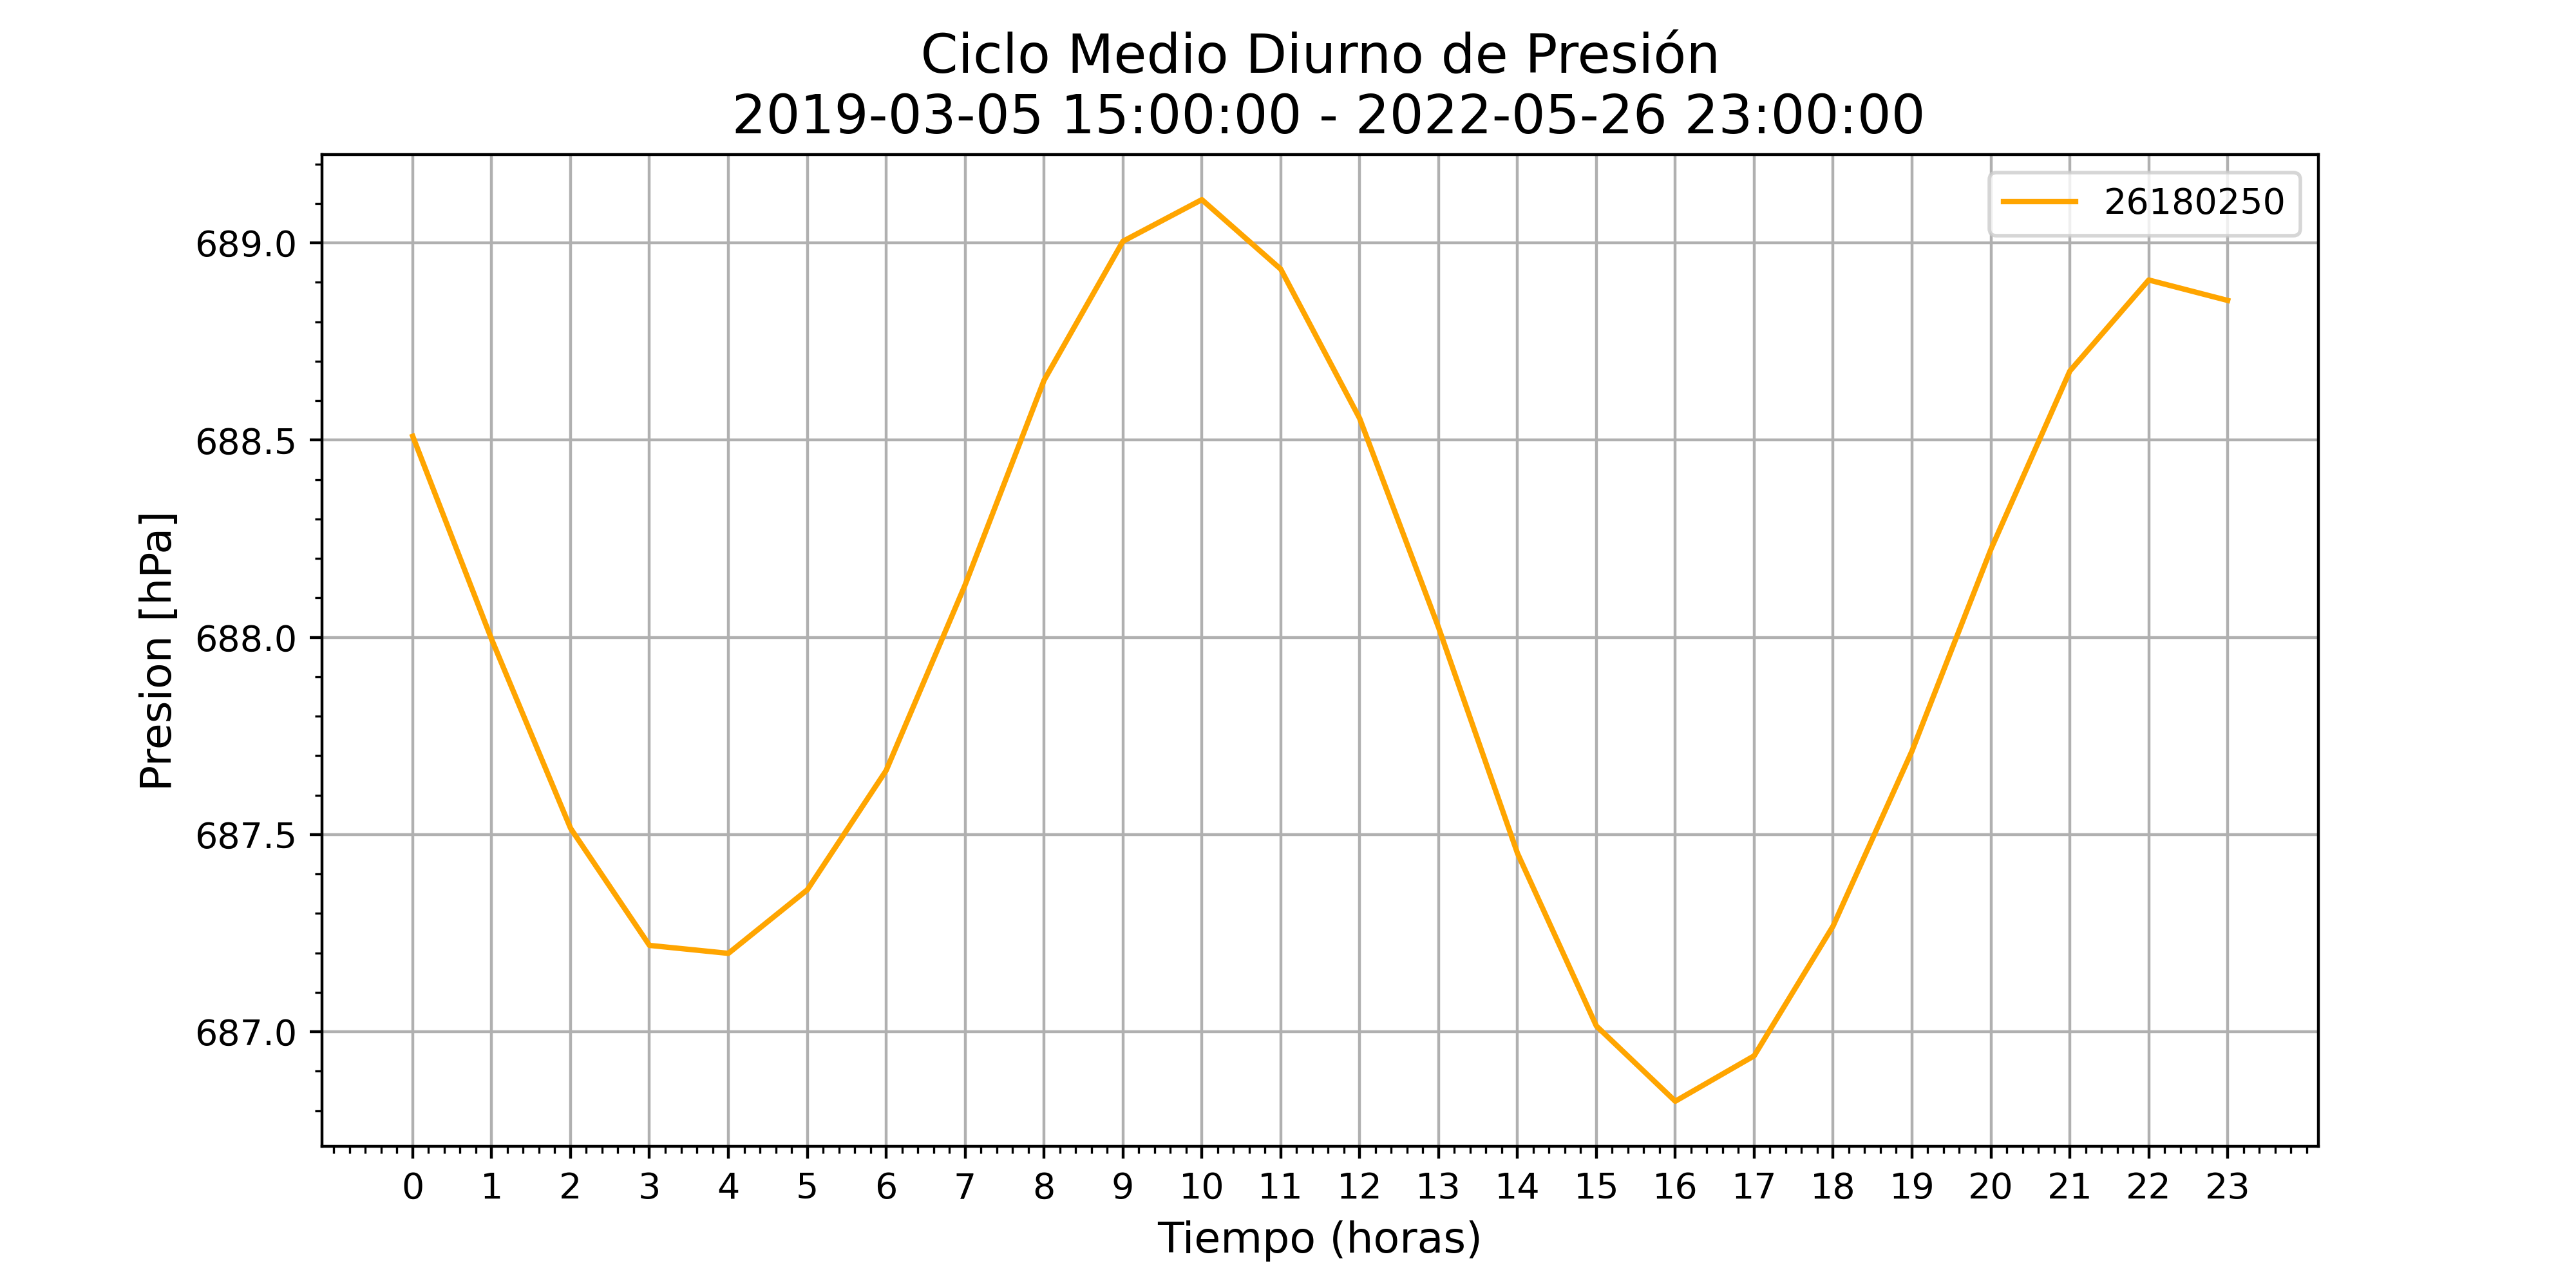 Ciclo Medio Diurno de Presión
2019-03-05 15:00:00 - 2022-05-26 23:00:00
26180250
689.0
688.5
688.0
687.5
687.0
Presion [hPa]
0 1 2 3 4 5 6 7 8 9 10 11 12 13 14 15 16 17 18 19 20 21 22 23
Tiempo (horas)